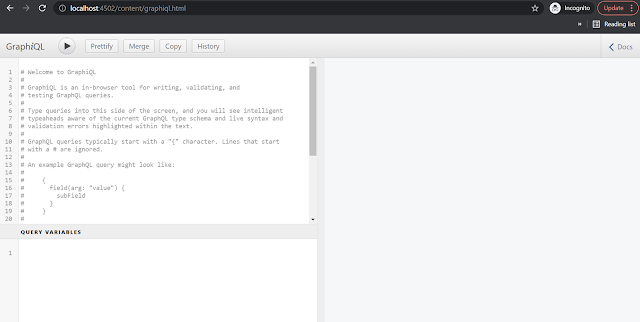 localhost:4502/content/graphiql.html
Incognito
Update
»
Reading list
GraphiQL
Prettify
Merge
Copy
History
Docs
1 # Welcome to GraphiQL
2 #
3 # GraphiQL is an in-browser tool for writing, validating, and
4 # testing GraphQL queries.
5 #
6 # Type queries into this side of the screen, and you will see intelligent
7 # typeaheads aware of the current GraphQL type schema and live syntax and
8 # validation errors highlighted within the text.
9 #
10 # GraphQL queries typically start with a "{" character. Lines that start
11 # with a # are ignored.
12 #
13 # An example GraphQL query might look like:
14 #
15 #     {
16 #       field(arg: "value") {
17 #         subField
18 #       }
19 #     }
20 #
QUERY VARIABLES
1